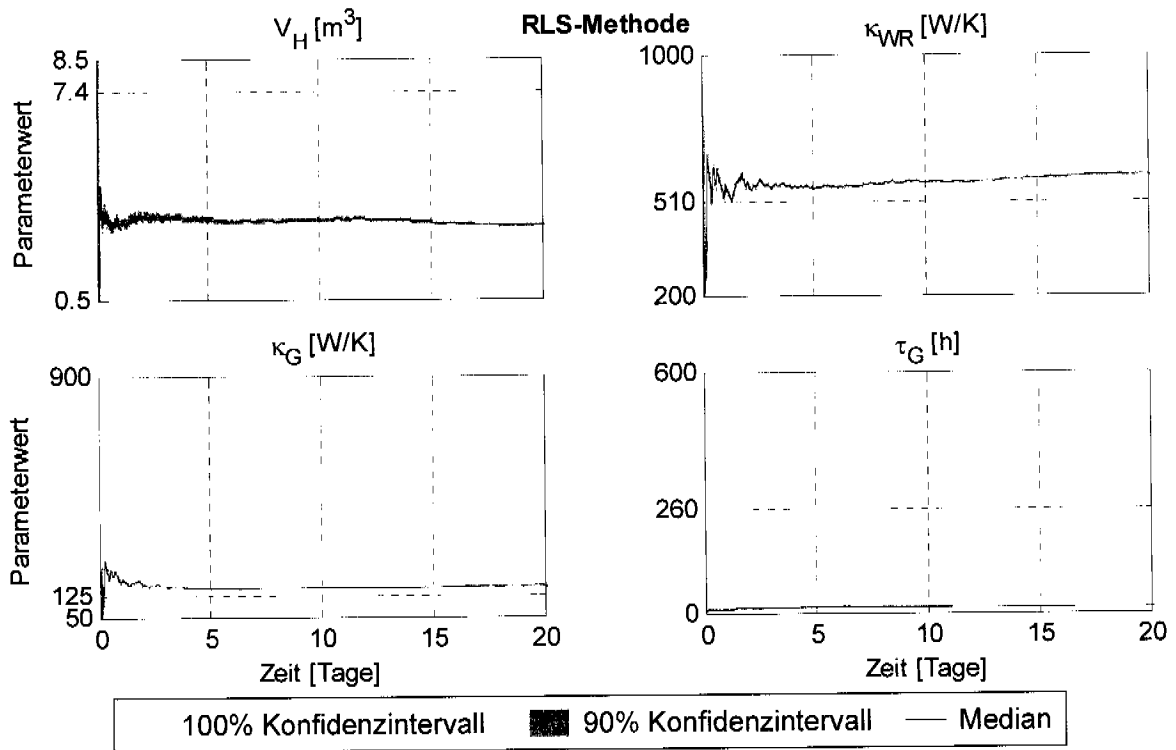 V_H [m³]
RLS-Methode
κ_WR [W/K]
8.5
7.4
0.5
Parameterwert
1000
510
200
κ_G [W/K]
τ_G [h]
900
125
50
Parameterwert
600
260
0
0 5 10 15 20
0 5 10 15 20
Zeit [Tage]
Zeit [Tage]
100% Konfidenzintervall 90% Konfidenzintervall Median